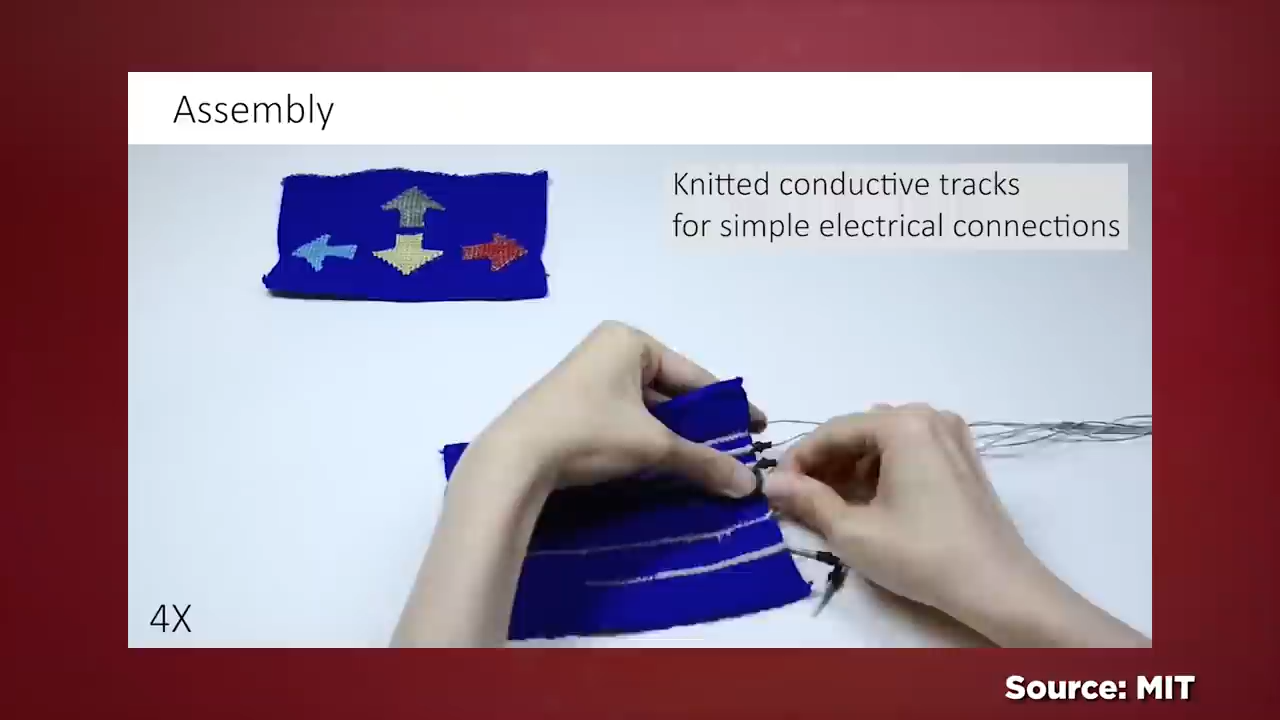 Assembly
Knitted conductive tracks
for simple electrical connections
4X
Source: MIT